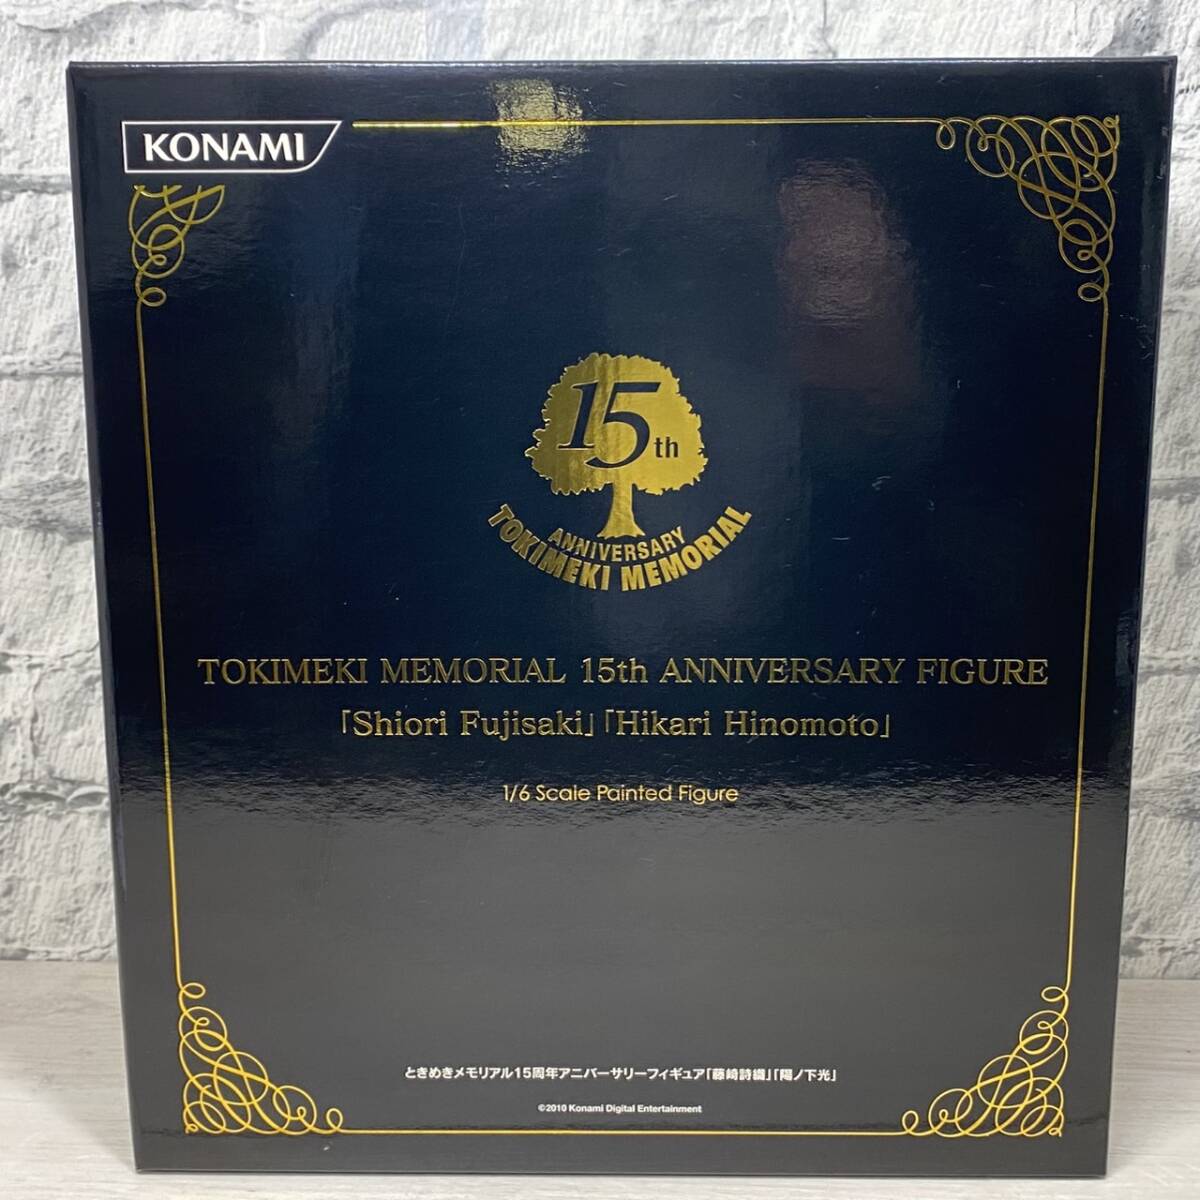 KONAMI
15th
ANNIVERSARY
TOKIMEKI MEMORIAL
TOKIMEKI MEMORIAL 15th ANNIVERSARY FIGURE
「Shiori Fujisaki」「Hikari Hinomoto」
1/6 Scale Painted Figure
ときめきメモリアル15周年アニバーサリーフィギュア「藤崎詩織」「陽ノ下光」
©2010 Konami Digital Entertainment